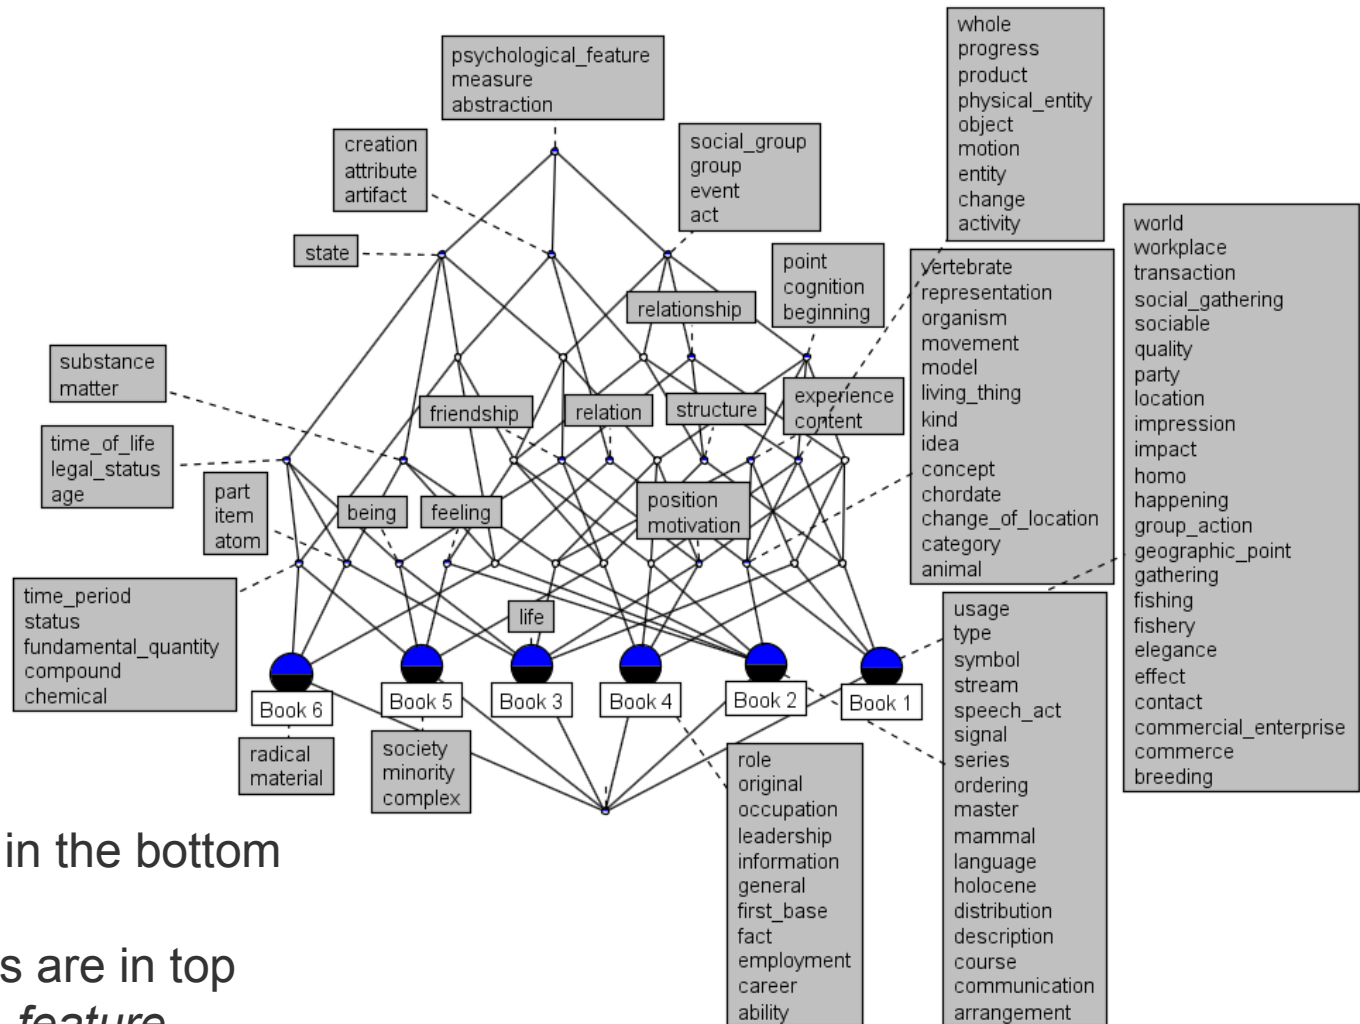 psychological_feature
measure
abstraction
creation
attribute
artifact
social_group
group
event
act
whole
progress
product
physical_entity
object
motion
entity
change
activity
state
point
cognition
beginning
relationship
world
workplace
transaction
social_gathering
sociable
quality
party
location
impression
impact
homo
happening
group_action
geographic_point
gathering
fishing
fishery
elegance
effect
contact
commercial_enterprise
commerce
breeding
vertebrate
representation
organism
movement
model
living_thing
kind
idea
concept
chordate
change_of_location
category
animal
substance
matter
friendship
relation
structure
experience
content
time_of_life
legal_status
age
part
item
atom
being
feeling
position
motivation
time_period
status
fundamental_quantity
compound
chemical
life
Book 6
Book 5
Book 3
Book 4
Book 2
Book 1
radical
material
society
minority
complex
usage
type
symbol
stream
speech_act
signal
series
ordering
master
mammal
language
holocene
distribution
description
course
communication
arrangement
role
original
occupation
leadership
information
general
first_base
fact
employment
career
ability
in the bottom
s are in top
feature